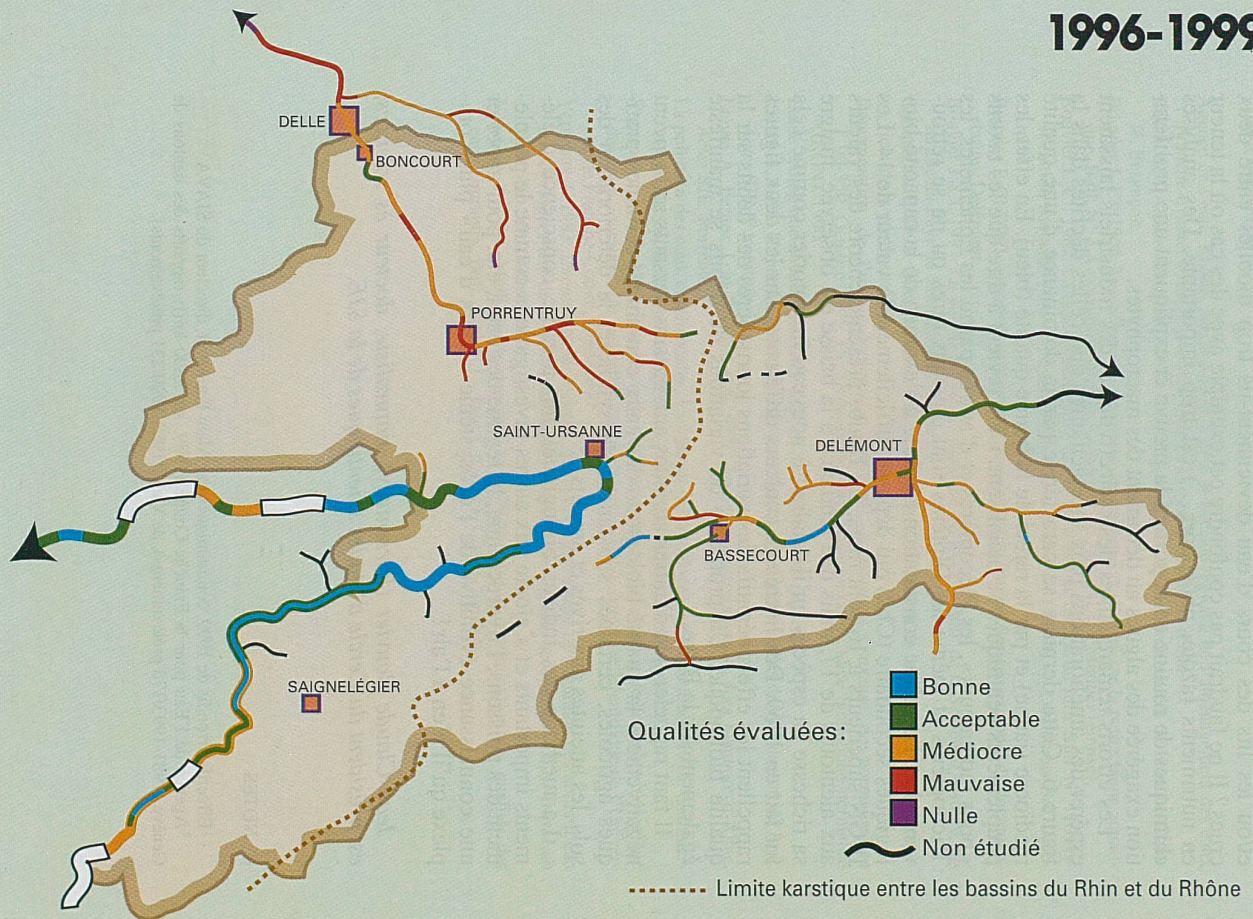 1996-1999
DELLE
BONCOURT
PORRENTRUY
SAINT-URSANNE
DELÉMONT
BASSECOURT
SAIGNELÉGIER
Qualités évaluées:
Bonne
Acceptable
Médiocre
Mauvaise
Nulle
Non étudié
Limite karstique entre les bassins du Rhin et du Rhône